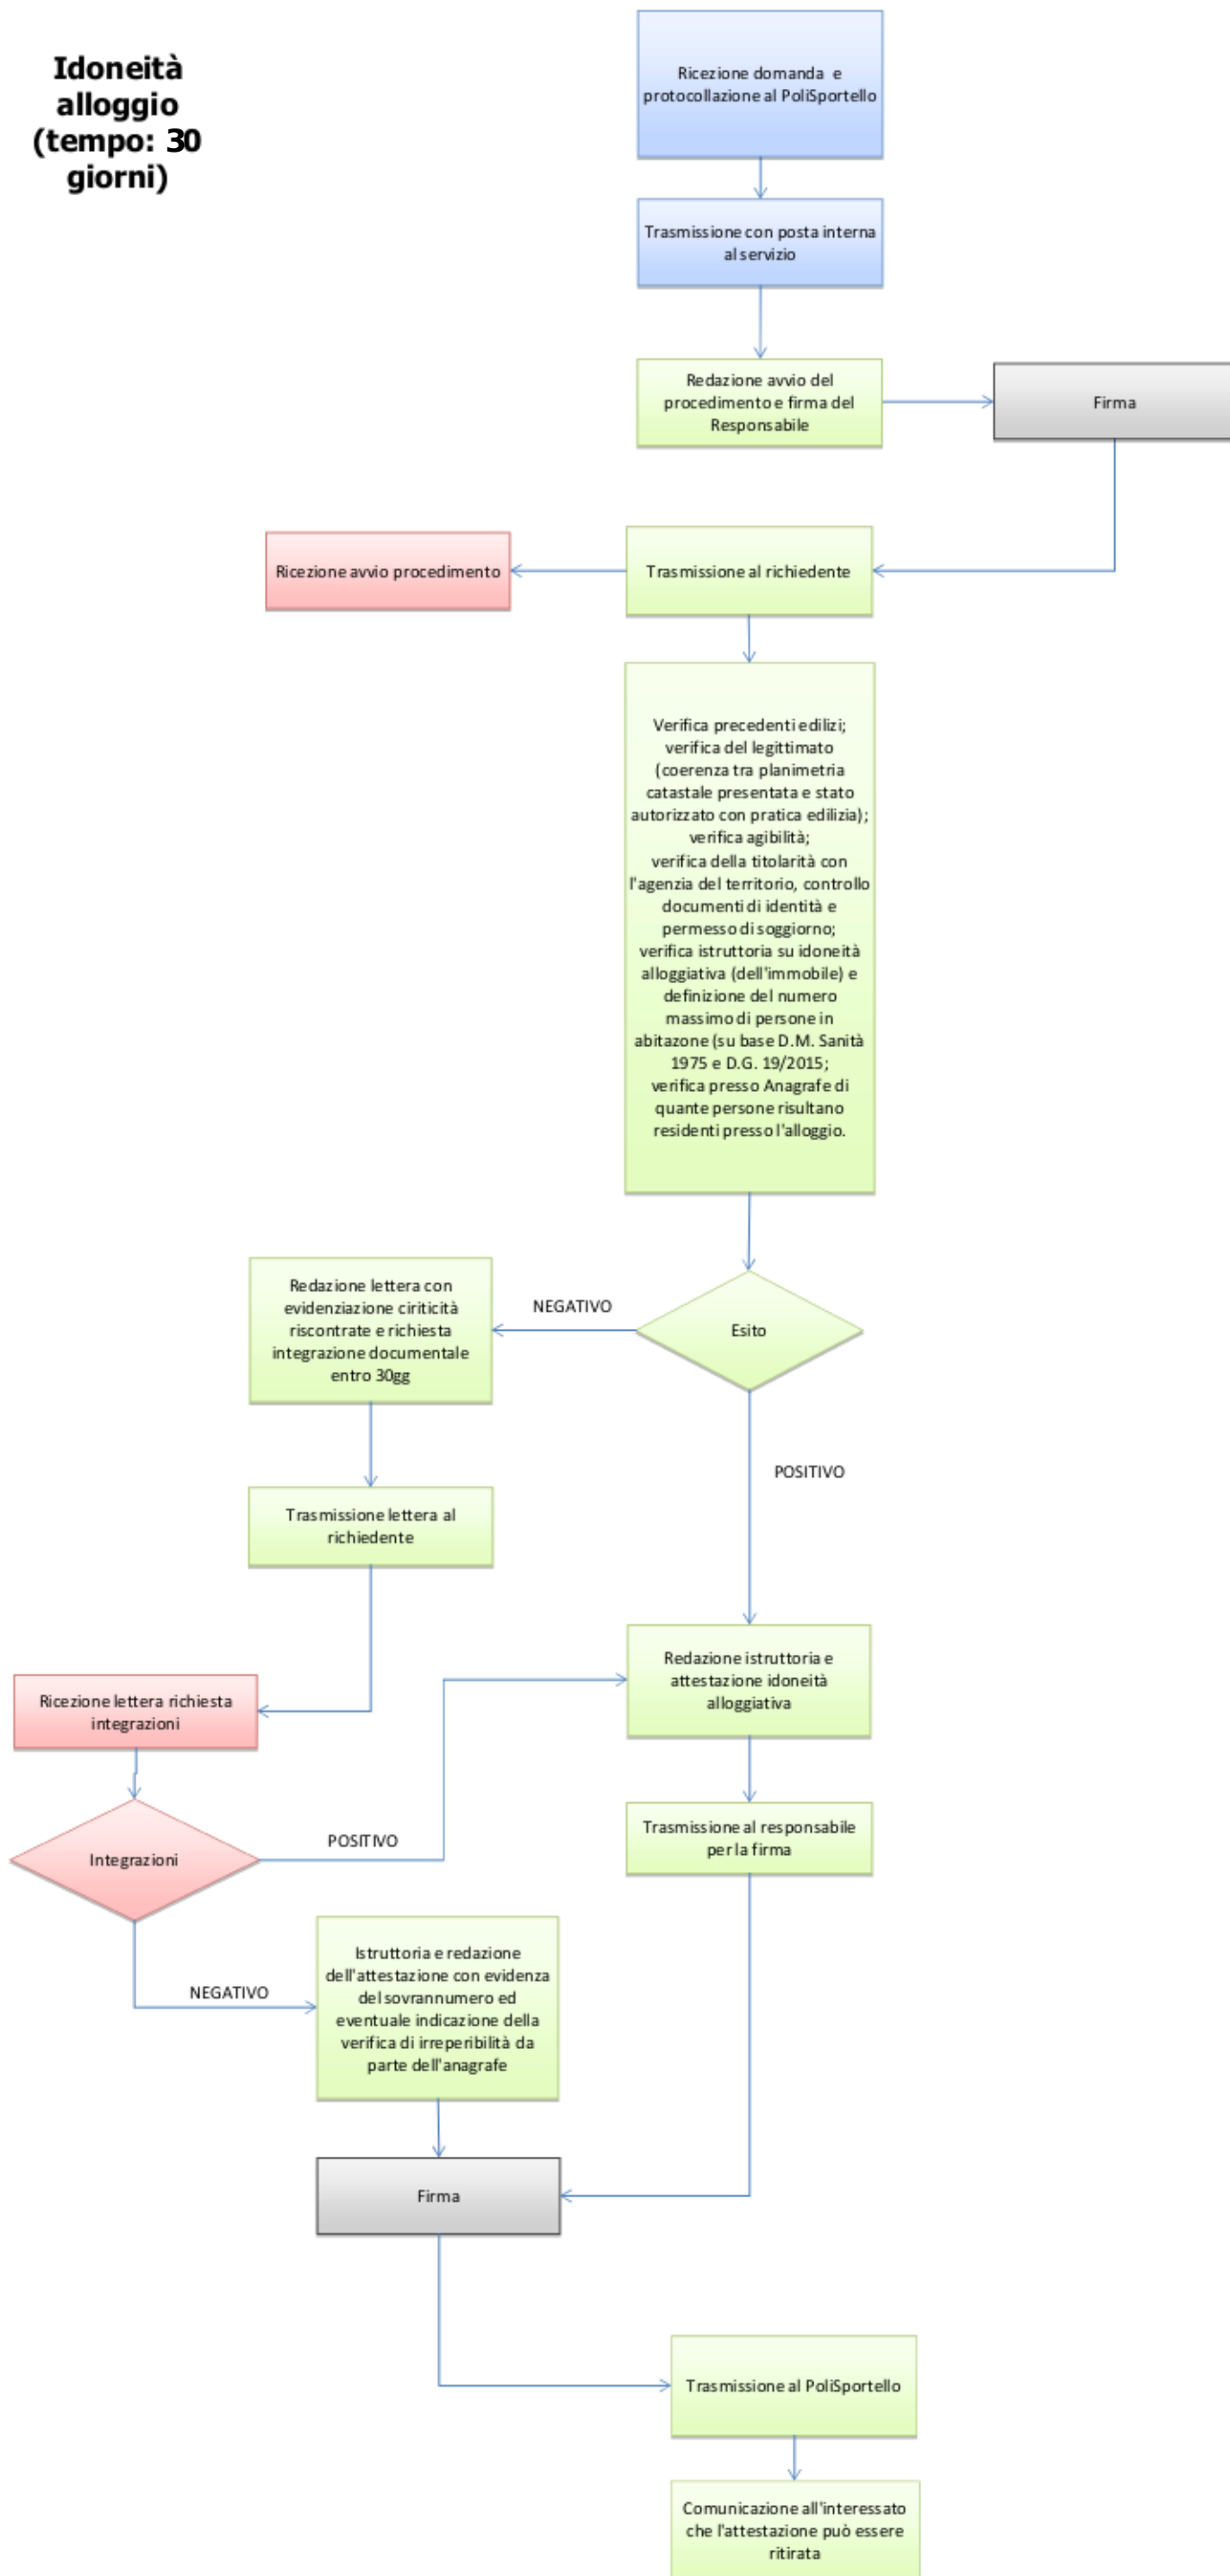 Idoneità
alloggio
(tempo: 30
giorni)
Ricezione domanda e
protocollazione al PoliSportello
Trasmissione con posta interna
al servizio
Redazione avvio del
procedimento e firma del
Responsabile
Firma
Ricezione avvio procedimento
Trasmissione al richiedente
Verifica precedenti edilizi;
verifica del legittimato
(coerenza tra planimetria
catastale presentata e stato
autorizzato con pratica edilizia);
verifica agibilità;
verifica della titolarità con
l'agenzia del territorio, controllo
documenti di identità e
permesso di soggiorno;
verifica istruttoria su idoneità
alloggiativa (dell'immobile) e
definizione del numero
massimo di persone in
abitazone (su base D.M. Sanità
1975 e D.G. 19/2015;
verifica presso Anagrafe di
quante persone risultano
residenti presso l'alloggio.
Redazione lettera con
evidenziazione ciriticità
riscontrate e richiesta
integrazione documentale
entro 30gg
NEGATIVO
Esito
POSITIVO
Trasmissione lettera al
richiedente
Redazione istruttoria e
attestazione idoneità
alloggiativa
Ricezione lettera richiesta
integrazioni
Trasmissione al responsabile
per la firma
POSITIVO
Integrazioni
NEGATIVO
Istruttoria e redazione
dell'attestazione con evidenza
del sovrannumero ed
eventuale indicazione della
verifica di irreperibilità da
parte dell'anagrafe
Firma
Trasmissione al PoliSportello
Comunicazione all'interessato
che l'attestazione può essere
ritirata